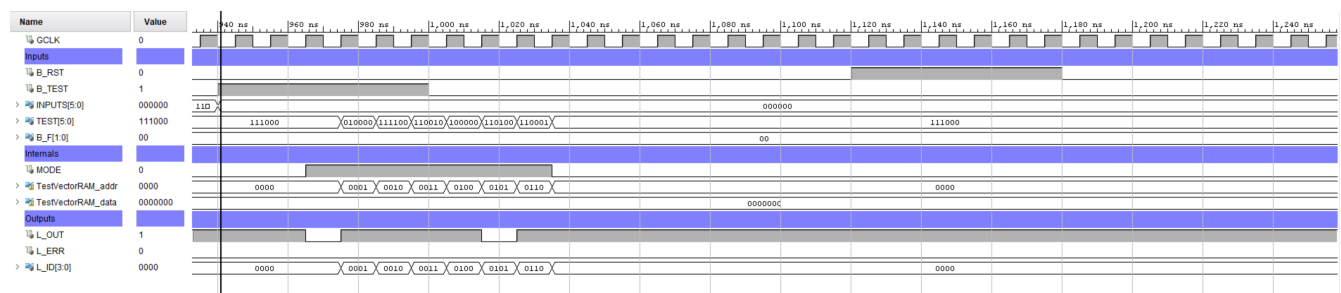 Name Value 940 ns 960 ns 980 ns 1,000 ns 1,020 ns 1,040 ns 1,060 ns 1,080 ns 1,100 ns 1,120 ns 1,140 ns 1,160 ns 1,180 ns 1,200 ns 1,220 ns 1,240 ns
GCLK 0
Inputs
B_RST 0
B_TEST 1
INPUTS[5:0] 000000 11 000000
TEST[5:0] 111000 111000 010000 111100 110010 100000 110100 110001 111000
B_F[1:0] 00 00
Internals
MODE 0
TestVectorRAM_addr 0000 0000 0001 0010 0011 0100 0101 0110 0000
TestVectorRAM_data 0000000 000000C
Outputs
L_OUT 1
L_ERR 0
L_ID[3:0] 0000 0000 0001 0010 0011 0100 0101 0110 0000